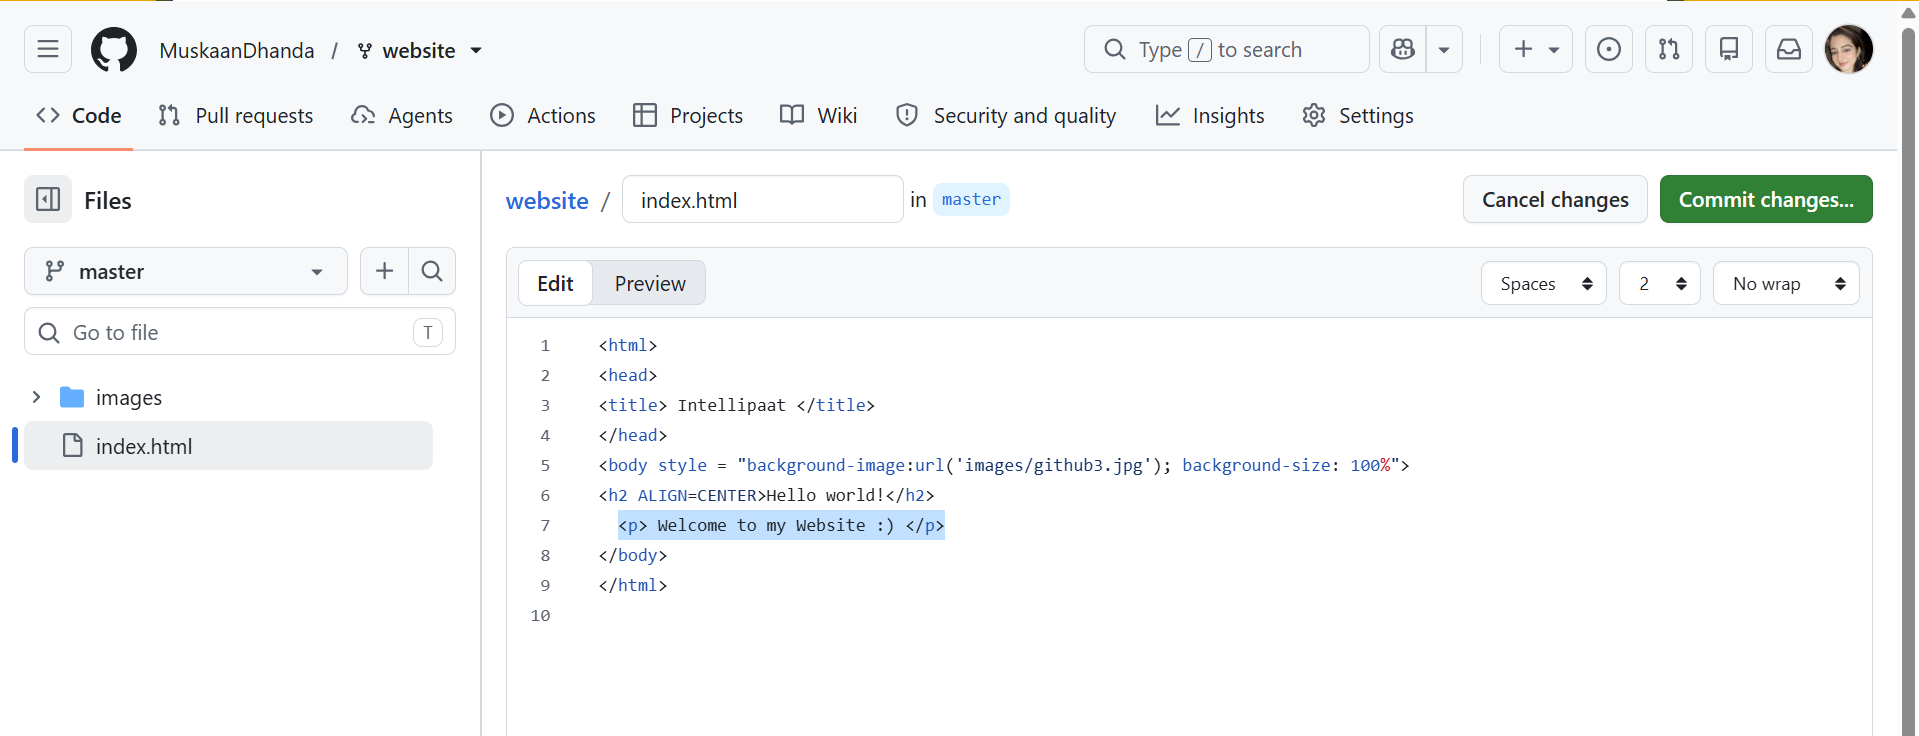 MuskaanDhanda / website
Type / to search
Code Pull requests Agents Actions Projects Wiki Security and quality Insights Settings
Files
master
Go to file T
images
index.html
website / index.html in master
Cancel changes Commit changes...
Edit Preview
Spaces 2 No wrap
1 <html>
2 <head>
3 <title> Intellipaat </title>
4 </head>
5 <body style = "background-image:url('images/github3.jpg'); background-size: 100%">
6 <h2 ALIGN=CENTER>Hello world!</h2>
7 <p> Welcome to my Website :) </p>
8 </body>
9 </html>
10